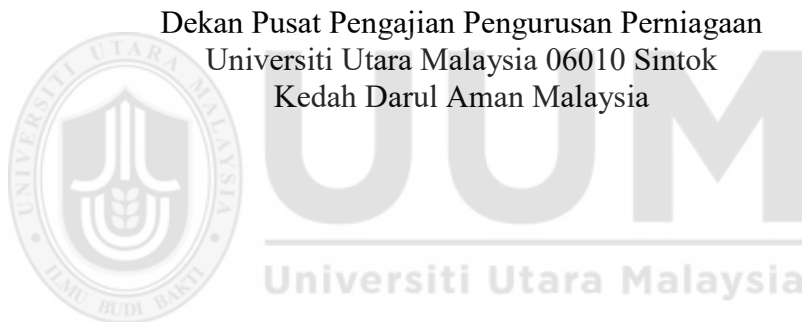 Dekan Pusat Pengajian Pengurusan Perniagaan
Universiti Utara Malaysia 06010 Sintok
Kedah Darul Aman Malaysia
UNIVERSITI UTARA MALAYSIA
ILMU BUDI BAKTI
UUM
Universiti Utara Malaysia